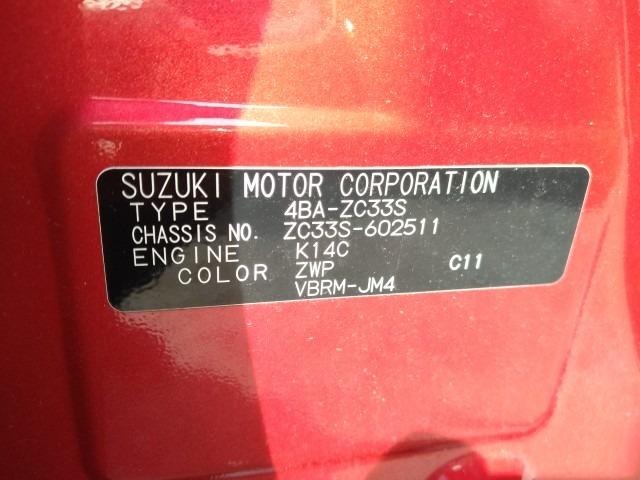 SUZUKI MOTOR CORPORATION
TYPE 4BA-ZC33S
CHASSIS NO. ZC33S-602511
ENGINE K14C
COLOR ZWP C11
VBRM-JM4